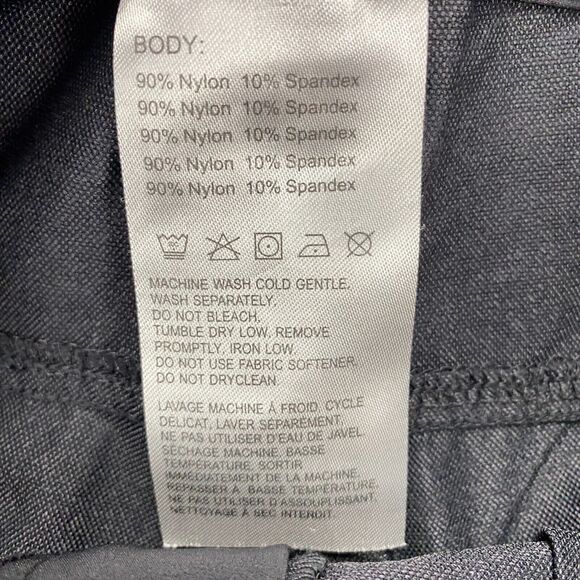 BODY:
90% Nylon 10% Spandex
90% Nylon 10% Spandex
90% Nylon 10% Spandex
90% Nylon 10% Spandex
90% Nylon 10% Spandex
MACHINE WASH COLD GENTLE.
WASH SEPARATELY.
DO NOT BLEACH.
TUMBLE DRY LOW, REMOVE
PROMPTLY, IRON LOW.
DO NOT USE FABRIC SOFTENER.
DO NOT DRYCLEAN.
LAVAGE MACHINE À FROID, CYCLE
DÉLICAT, LAVER SÉPARÉMENT.
NE PAS UTILISER D'EAU DE JAVEL.
SÉCHAGE MACHINE, BASSE
TEMPÉRATURE, SORTIR
IMMÉDIATEMENT DE LA MACHINE.
REPASSER À BASSE TEMPÉRATURE.
NE PAS UTILISER D'ASSOUPLISSANT.
NETTOYAGE À SEC INTERDIT.